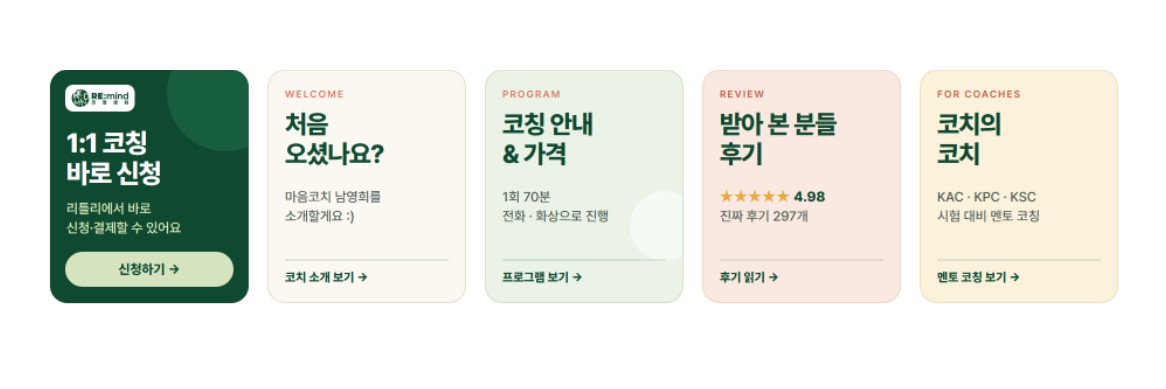 RE:mind
1:1 코칭
바로 신청
리틀리에서 바로
신청·결제할 수 있어요
신청하기 →
WELCOME
처음
오셨나요?
마음코치 남영희를
소개할게요 :)
코치 소개 보기 →
PROGRAM
코칭 안내
& 가격
1회 70분
전화 · 화상으로 진행
프로그램 보기 →
REVIEW
받아 본 분들
후기
★★★★★ 4.98
진짜 후기 297개
후기 읽기 →
FOR COACHES
코치의
코치
KAC · KPC · KSC
시험 대비 멘토 코칭
멘토 코칭 보기 →